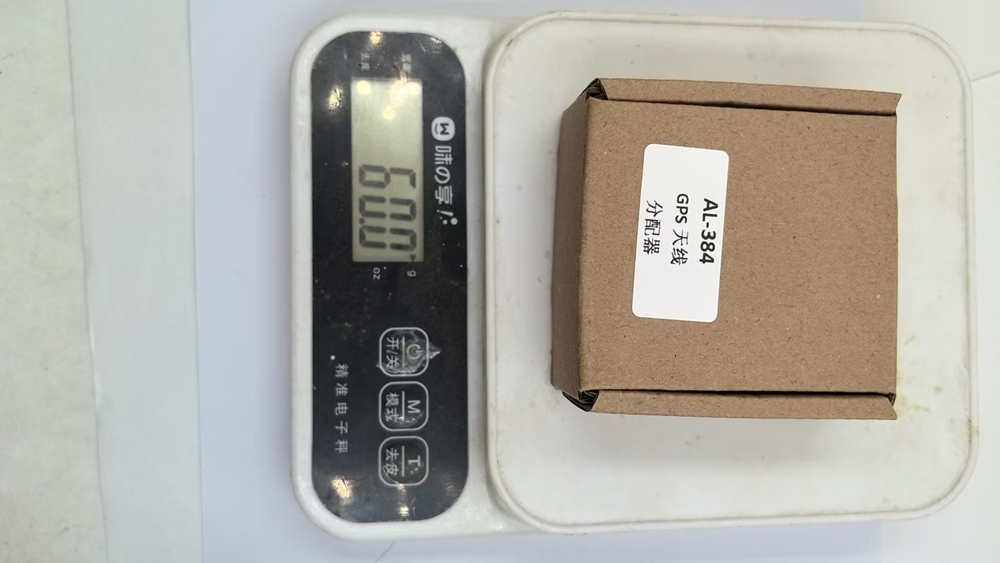 味の享!
60.0
g
oz
开/关
M
模式
T
去皮
精准电子秤
AL-384
GPS 天线
分配器